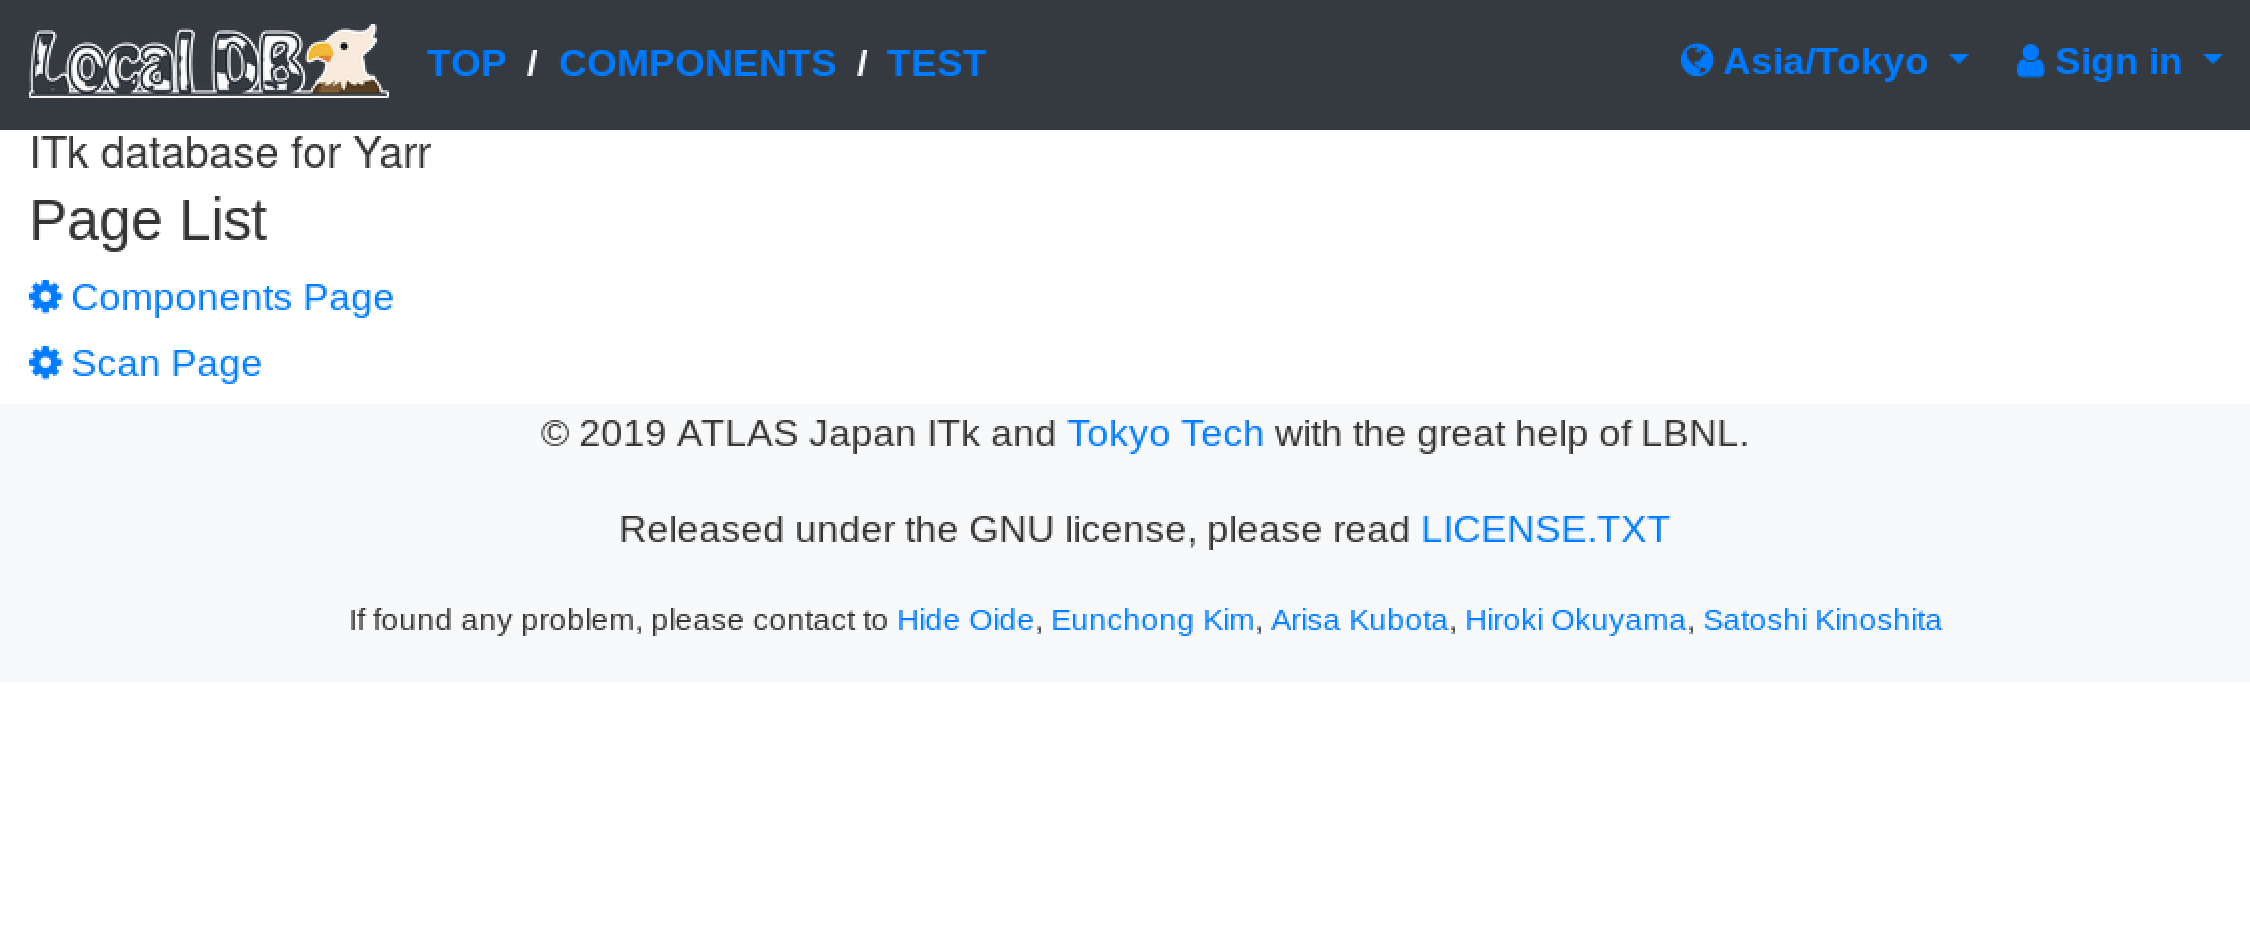 Local DB TOP / COMPONENTS / TEST Asia/Tokyo Sign in
ITk database for Yarr
Page List
Components Page
Scan Page
© 2019 ATLAS Japan ITk and Tokyo Tech with the great help of LBNL.
Released under the GNU license, please read LICENSE.TXT
If found any problem, please contact to Hide Oide, Eunchong Kim, Arisa Kubota, Hiroki Okuyama, Satoshi Kinoshita